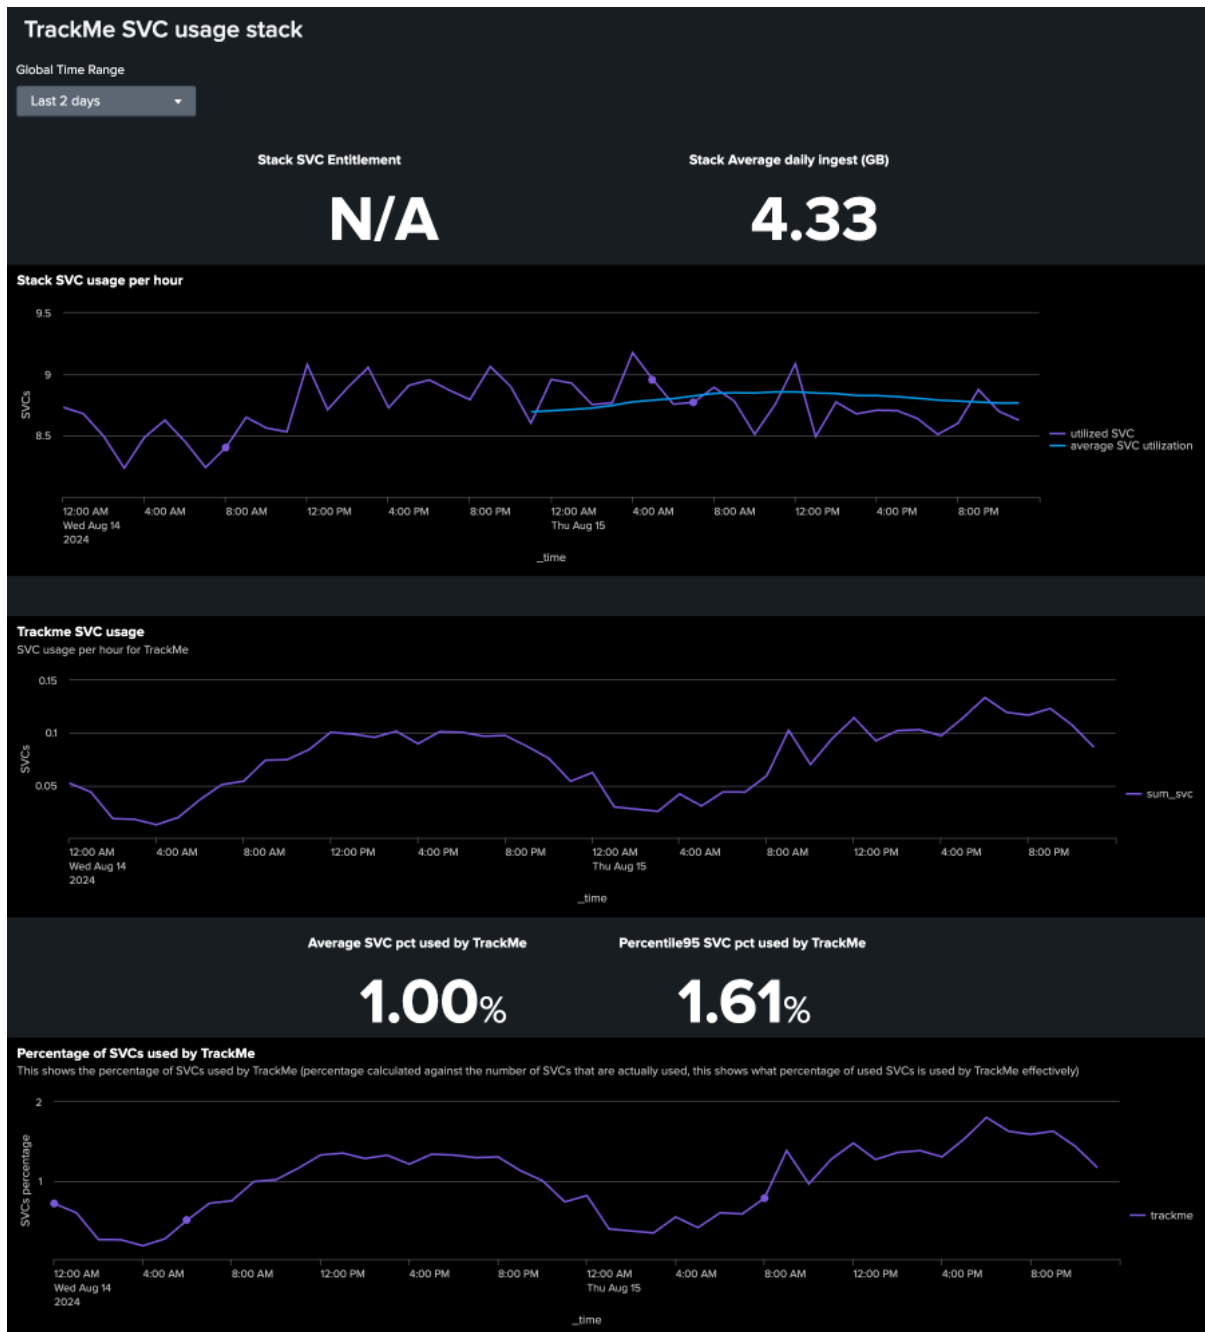 TrackMe SVC usage stack
Global Time Range
Last 2 days
Stack SVC Entitlement
Stack Average daily ingest (GB)
N/A
4.33
Stack SVC usage per hour
9.5
9
8.5
SVCs
utilized SVC
average SVC utilization
12:00 AM 4:00 AM 8:00 AM 12:00 PM 4:00 PM 8:00 PM 12:00 AM 4:00 AM 8:00 AM 12:00 PM 4:00 PM 8:00 PM
Wed Aug 14 Thu Aug 15
2024
_time
Trackme SVC usage
SVC usage per hour for TrackMe
0.15
0.1
0.05
SVCs
sum_svc
12:00 AM 4:00 AM 8:00 AM 12:00 PM 4:00 PM 8:00 PM 12:00 AM 4:00 AM 8:00 AM 12:00 PM 4:00 PM 8:00 PM
Wed Aug 14 Thu Aug 15
2024
_time
Average SVC pct used by TrackMe
Percentile95 SVC pct used by TrackMe
1.00%
1.61%
Percentage of SVCs used by TrackMe
This shows the percentage of SVCs used by TrackMe (percentage calculated against the number of SVCs that are actually used, this shows what percentage of used SVCs is used by TrackMe effectively)
2
1
SVCs percentage
trackme
12:00 AM 4:00 AM 8:00 AM 12:00 PM 4:00 PM 8:00 PM 12:00 AM 4:00 AM 8:00 AM 12:00 PM 4:00 PM 8:00 PM
Wed Aug 14 Thu Aug 15
2024
_time